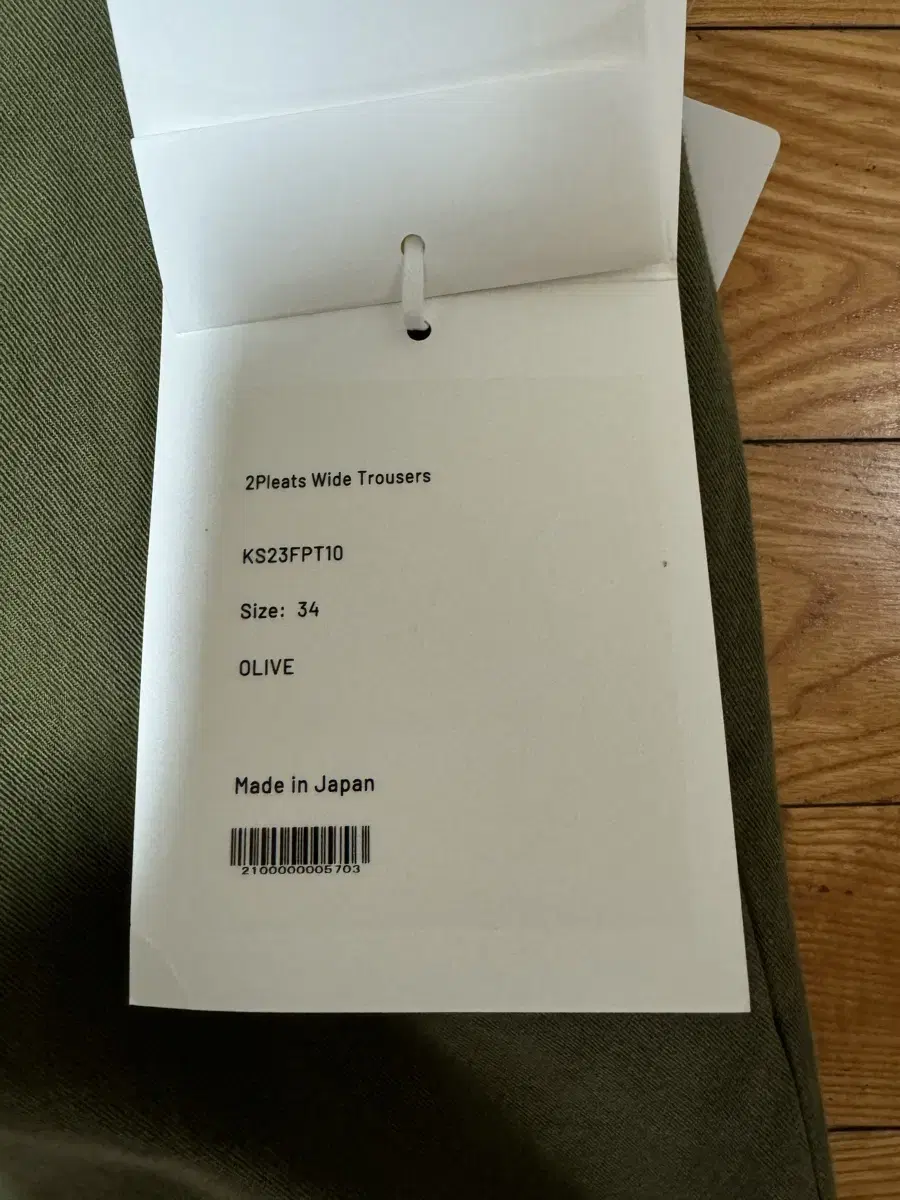 2Pleats Wide Trousers
KS23FPT10
Size: 34
OLIVE
Made in Japan
2100000005703